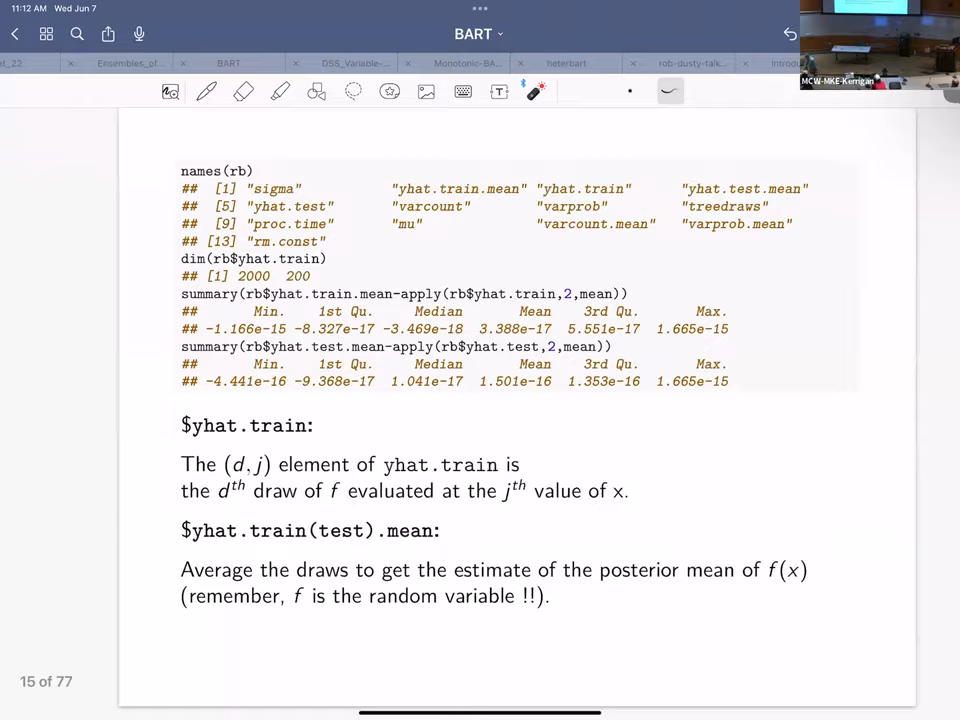 11:12 AM Wed Jun 7
BART
d_22
Ensembles_of...
BART
DSS_Variable-...
Monotonic-BA...
heterbart
rob-dusty-talk...
Introdu
MCW-MKE-Kerrigan
names(rb)
## [1] "sigma" "yhat.train.mean" "yhat.train" "yhat.test.mean"
## [5] "yhat.test" "varcount" "varprob" "treedraws"
## [9] "proc.time" "mu" "varcount.mean" "varprob.mean"
## [13] "rm.const"
dim(rb$yhat.train)
## [1] 2000 200
summary(rb$yhat.train.mean-apply(rb$yhat.train,2,mean))
## Min. 1st Qu. Median Mean 3rd Qu. Max.
## -1.166e-15 -8.327e-17 -3.469e-18 3.388e-17 5.551e-17 1.665e-15
summary(rb$yhat.test.mean-apply(rb$yhat.test,2,mean))
## Min. 1st Qu. Median Mean 3rd Qu. Max.
## -4.441e-16 -9.368e-17 1.041e-17 1.501e-16 1.353e-16 1.665e-15
$yhat.train:
The (d, j) element of yhat.train is
the dth draw of f evaluated at the jth value of x.
$yhat.train(test).mean:
Average the draws to get the estimate of the posterior mean of f(x)
(remember, f is the random variable !!).
15 of 77